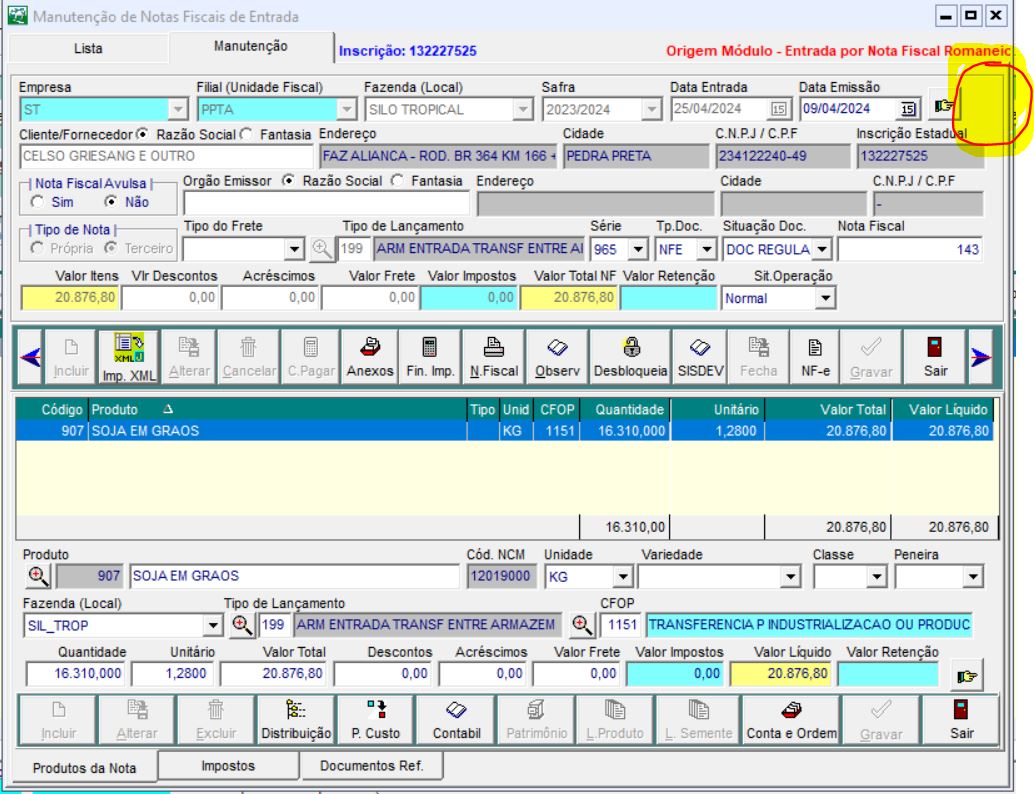 Manutenção de Notas Fiscais de Entrada
Lista Manutenção Inscrição: 132227525 Origem Módulo - Entrada por Nota Fiscal Romaneio
Empresa Filial (Unidade Fiscal) Fazenda (Local) Safra Data Entrada Data Emissão
ST PPTA SILO TROPICAL 2023/2024 25/04/2024 15 09/04/2024 15
Cliente/Fornecedor Razão Social Fantasia Endereço Cidade C.N.P.J / C.P.F Inscrição Estadual
CELSO GRIESANG E OUTRO FAZ ALIANCA - ROD. BR 364 KM 166 + PEDRA PRETA 234122240-49 132227525
Nota Fiscal Avulsa Orgão Emissor Razão Social Fantasia Endereço Cidade C.N.P.J / C.P.F
Sim Não -
Tipo de Nota Tipo do Frete Tipo de Lançamento Série Tp.Doc. Situação Doc. Nota Fiscal
Própria Terceiro 199 ARM ENTRADA TRANSF ENTRE AI 965 NFE DOC REGULA 143
Valor Itens Vlr Descontos Acréscimos Valor Frete Valor Impostos Valor Total NF Valor Retenção Sit.Operação
20.876,80 0,00 0,00 0,00 0,00 20.876,80 Normal
XML
Incluir Imp. XML Alterar Cancelar C.Pagar Anexos Fin. Imp. N.Fiscal Observ Desbloqueia SISDEV Fecha NF-e Gravar Sair
Código Produto Tipo Unid CFOP Quantidade Unitário Valor Total Valor Líquido
907 SOJA EM GRAOS KG 1151 16.310,000 1,2800 20.876,80 20.876,80
16.310,00 20.876,80 20.876,80
Produto Cód. NCM Unidade Variedade Classe Peneira
907 SOJA EM GRAOS 12019000 KG
Fazenda (Local) Tipo de Lançamento CFOP
SIL_TROP 199 ARM ENTRADA TRANSF ENTRE ARMAZEM 1151 TRANSFERENCIA P INDUSTRIALIZACAO OU PRODUC
Quantidade Unitário Valor Total Descontos Acréscimos Valor Frete Valor Impostos Valor Líquido Valor Retenção
16.310,000 1,2800 20.876,80 0,00 0,00 0,00 0,00 20.876,80
Incluir Alterar Excluir Distribuição P. Custo Contabil Patrimônio L.Produto L. Semente Conta e Ordem Gravar Sair
Produtos da Nota Impostos Documentos Ref.